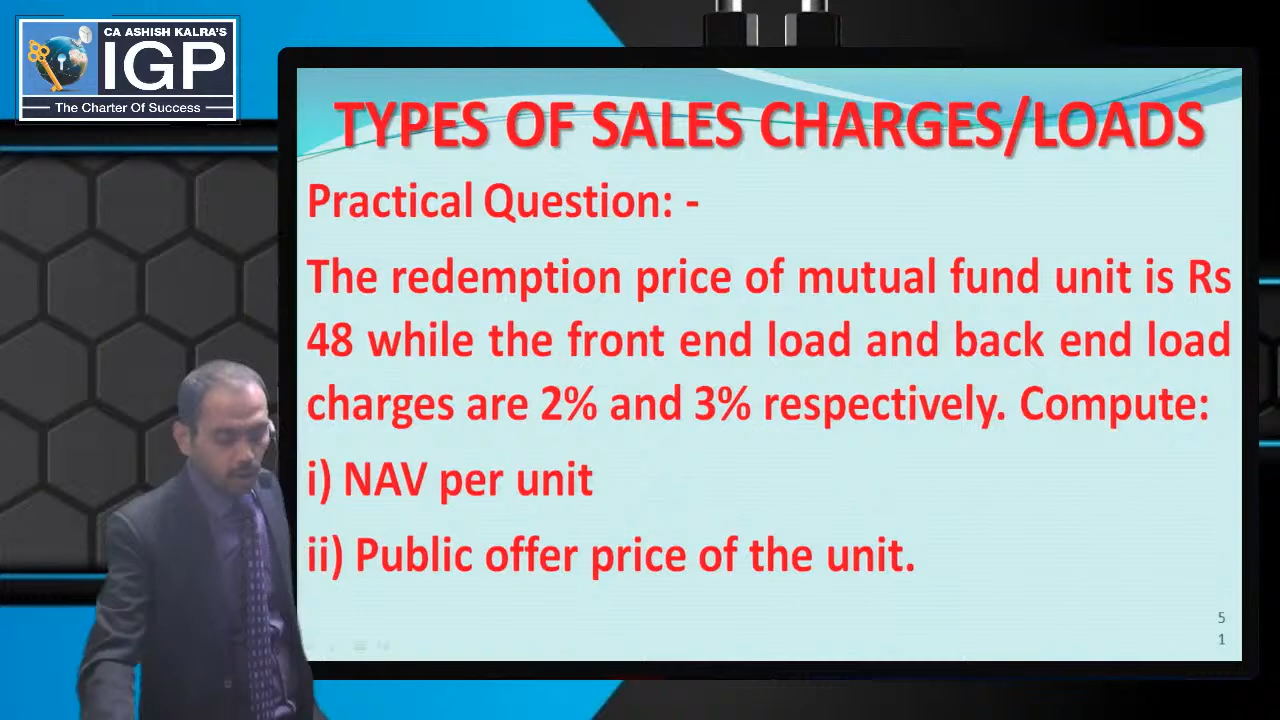 CA ASHISH KALRA'S
IGP
The Charter Of Success
TYPES OF SALES CHARGES/LOADS
Practical Question: -
The redemption price of mutual fund unit is Rs
48 while the front end load and back end load
charges are 2% and 3% respectively. Compute:
i) NAV per unit
ii) Public offer price of the unit.
5
1